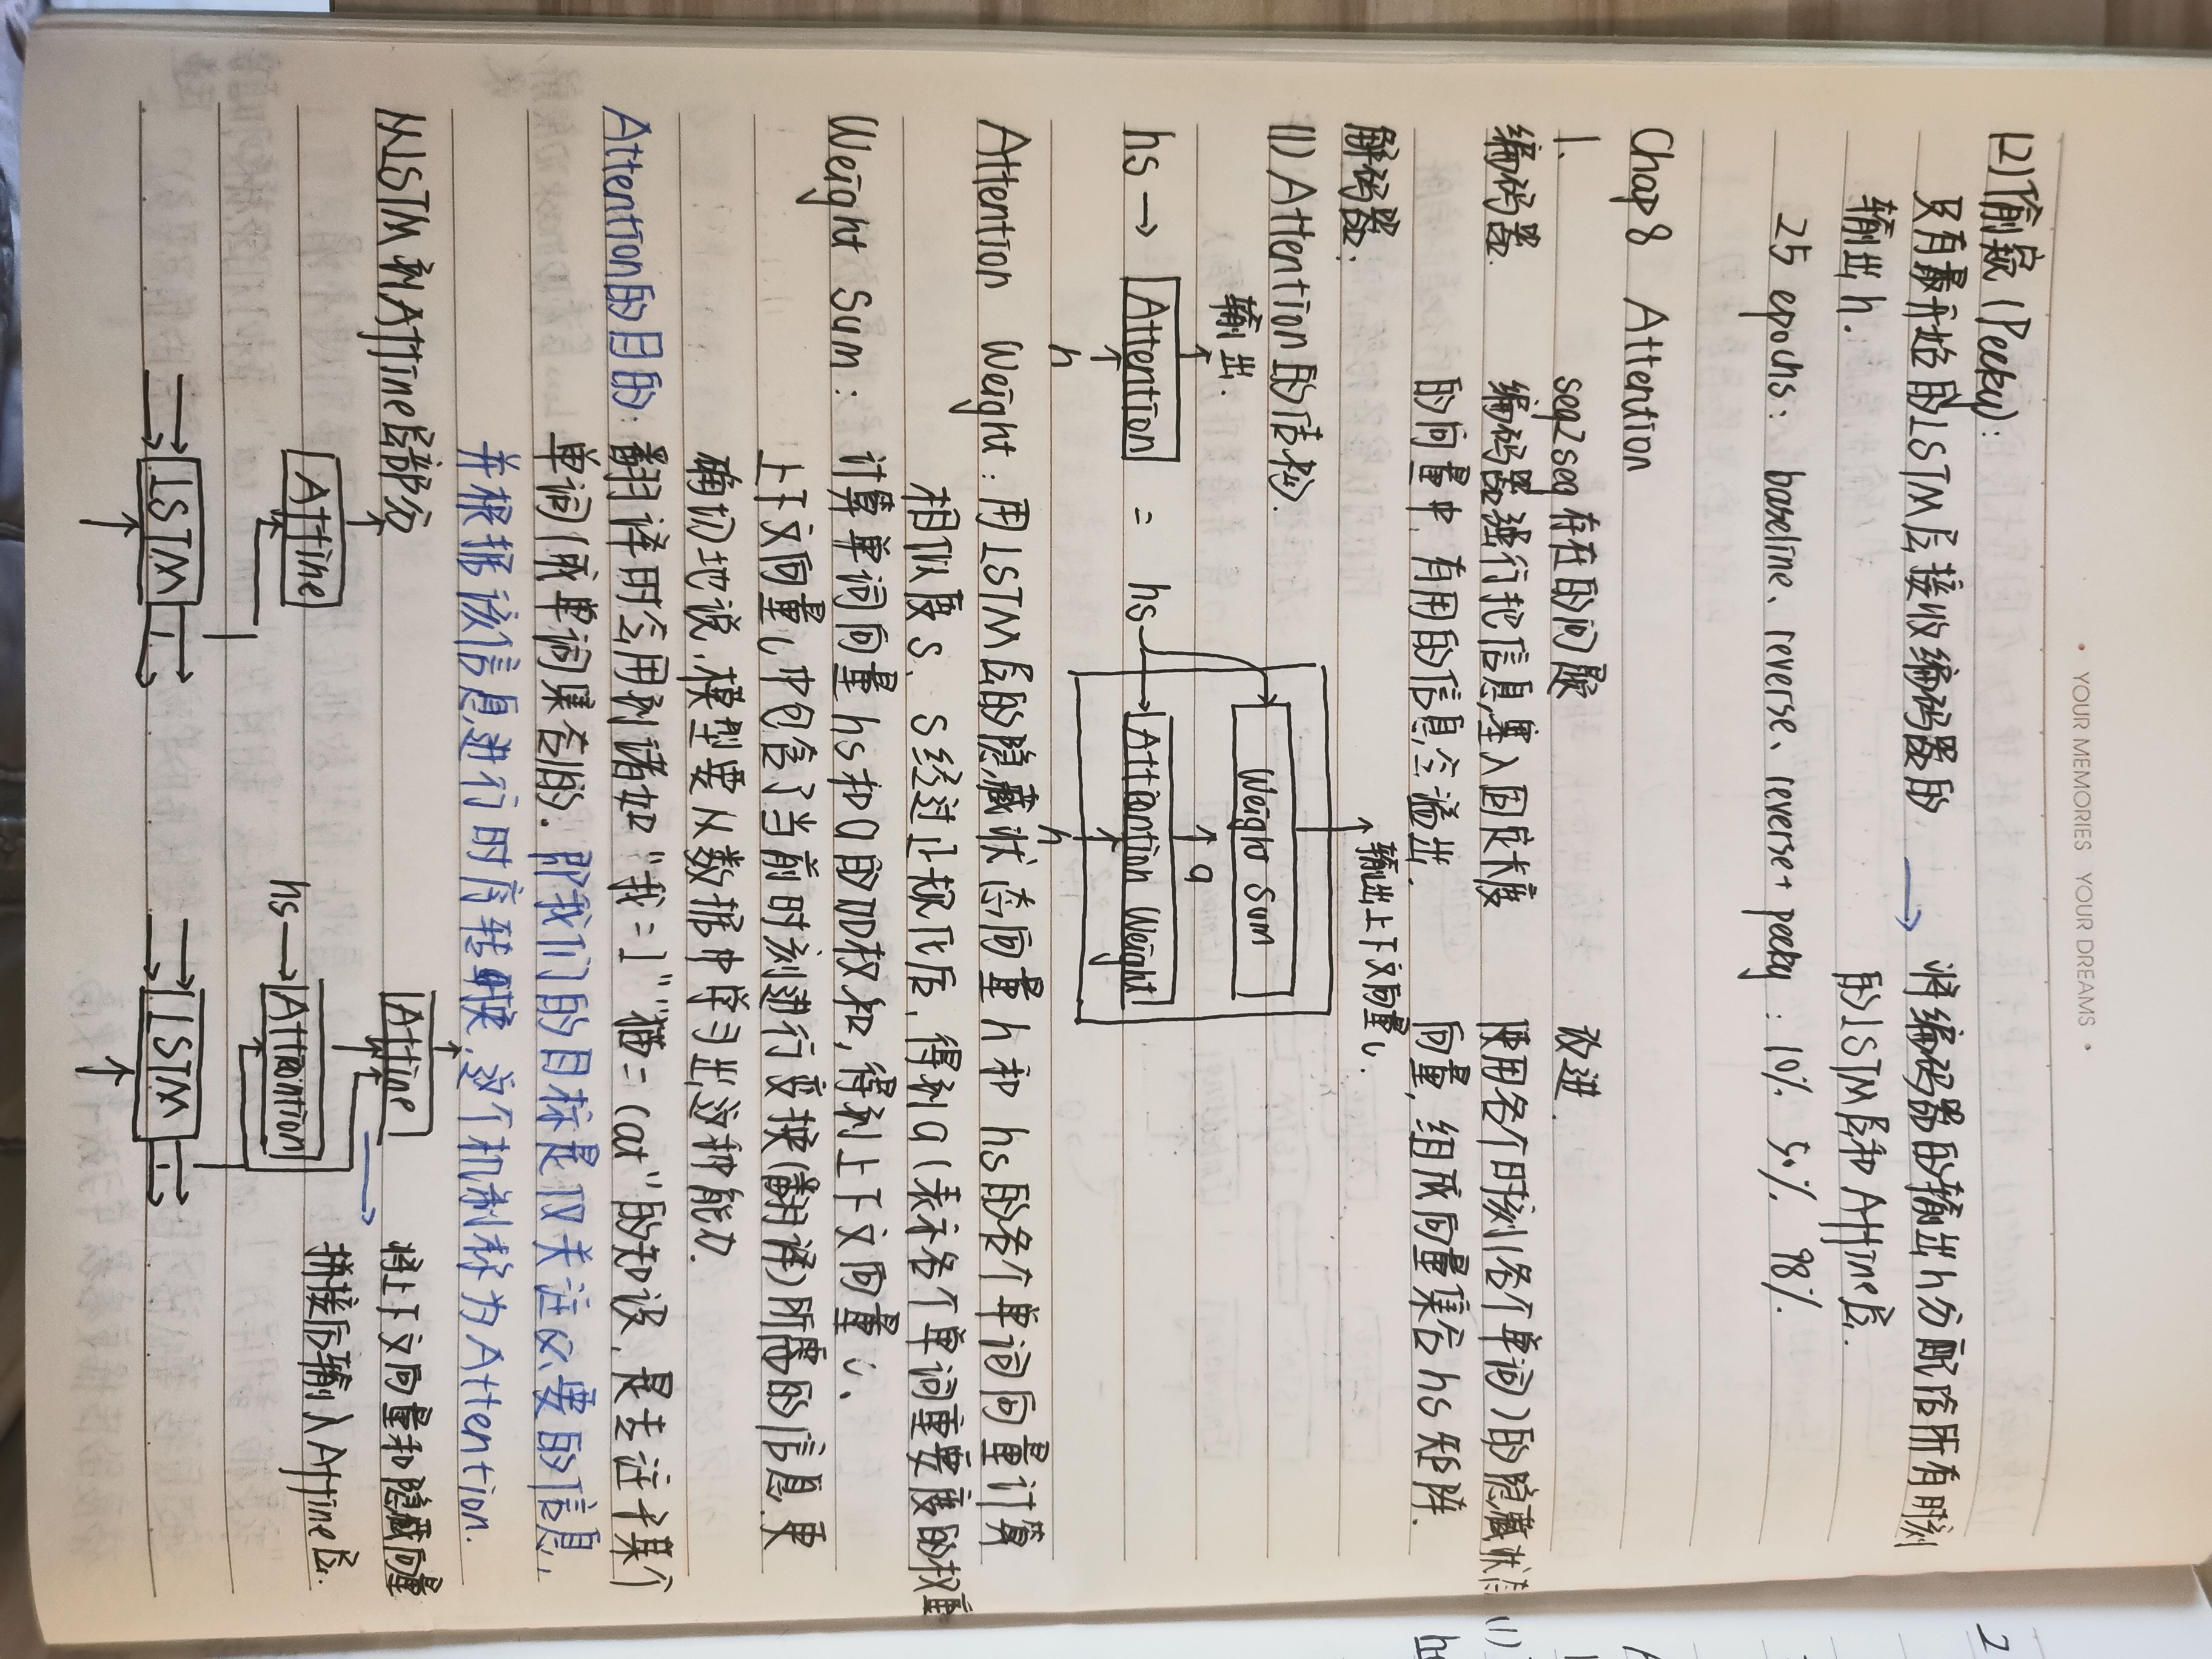 • YOUR MEMORIES YOUR DREAMS •
(2) 偷窥 (Peeky):
只有最开始的LSTM层接收编码器的 → 将编码器的输出h分配给所有时刻
输出h. 的LSTM层和Affine层.
25 epochs: baseline、reverse、reverse+peeky: 10% 50% 98%.
Chap 8 Attention
1. seq2seq存在的问题 改进.
编码器. 编码器强行把信息塞入固定长度 使用各个时刻(各个单词)的隐藏状态
的向量中, 有用的信息会溢出. 向量, 组成向量集合hs矩阵.
解码器:
(1) Attention的结构.
输出: 输出上下文向量c.
hs → Attention = hs Weight Sum
a
Attention Weight
h h
Attention Weight: 用LSTM层的隐藏状态向量h和hs的各个单词向量计算
相似度s. s经过正规化后, 得到a(表示各个单词重要度的权重
Weight Sum: 计算单词向量hs和a的加权和, 得到上下文向量c、
上下文向量c中包含了当前时刻进行变换(翻译)所需的信息. 更
确切地说, 模型要从数据中学习出这种能力.
Attention的目的: 翻译时会用到诸如“我=I”“猫=cat”的知识, 是专注于某个
单词(或单词集合)的. 即我们的目标是仅关注必要的信息,
并根据该信息进行时序转换, 这个机制称为Attention.
从LSTM和Affine层部分
Affine 将上下文向量和隐藏向量
Affine hs → Attention 拼接后输入Affine层.
LSTM LSTM